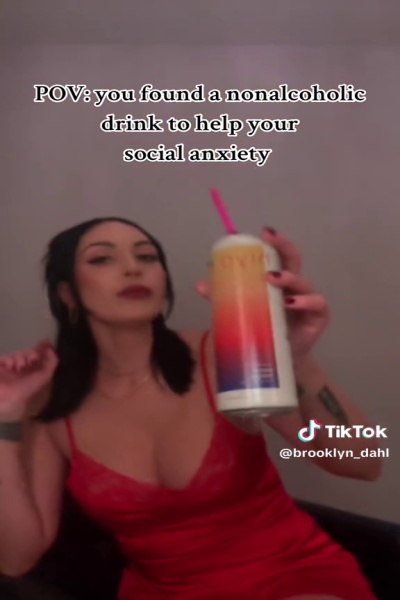 POV: you found a nonalcoholic
drink to help your
social anxiety
TikTok
@brooklyn_dahl